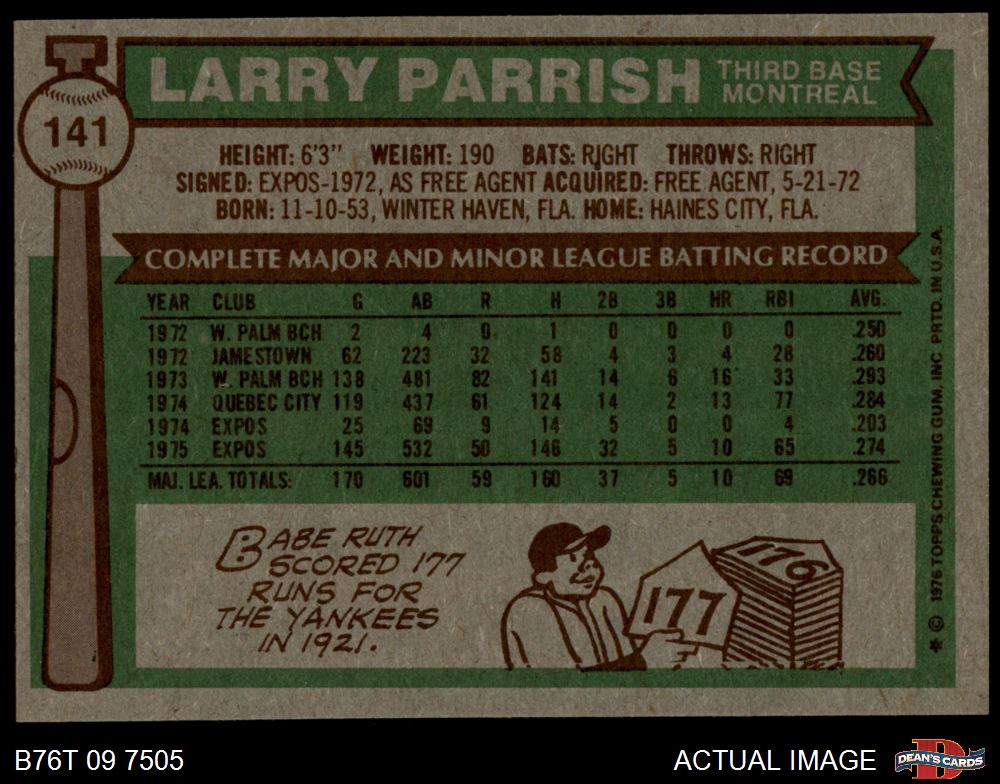 141
LARRY PARRISH
THIRD BASE
MONTREAL
HEIGHT: 6'3" WEIGHT: 190 BATS: RIGHT THROWS: RIGHT
SIGNED: EXPOS-1972, AS FREE AGENT ACQUIRED: FREE AGENT, 5-21-72
BORN: 11-10-53, WINTER HAVEN, FLA. HOME: HAINES CITY, FLA.
COMPLETE MAJOR AND MINOR LEAGUE BATTING RECORD
YEAR CLUB G AB R H 2B 3B HR RBI AVG.
1972 W. PALM BCH 2 4 0 1 0 0 0 0 .250
1972 JAMESTOWN 62 223 32 58 4 3 4 28 .260
1973 W. PALM BCH 138 481 82 141 14 6 16 33 .293
1974 QUEBEC CITY 119 437 61 124 14 2 13 77 .284
1974 EXPOS 25 69 9 14 5 0 0 4 .203
1975 EXPOS 145 532 50 146 32 5 10 65 .274
MAJ. LEA. TOTALS: 170 601 59 160 37 5 10 69 .266
BABE RUTH
SCORED 177
RUNS FOR
THE YANKEES
IN 1921.
177
176
* © 1976 TOPPS CHEWING GUM, INC PRTD. IN U.S.A.
B76T 09 7505
ACTUAL IMAGE
DEAN'S CARDS